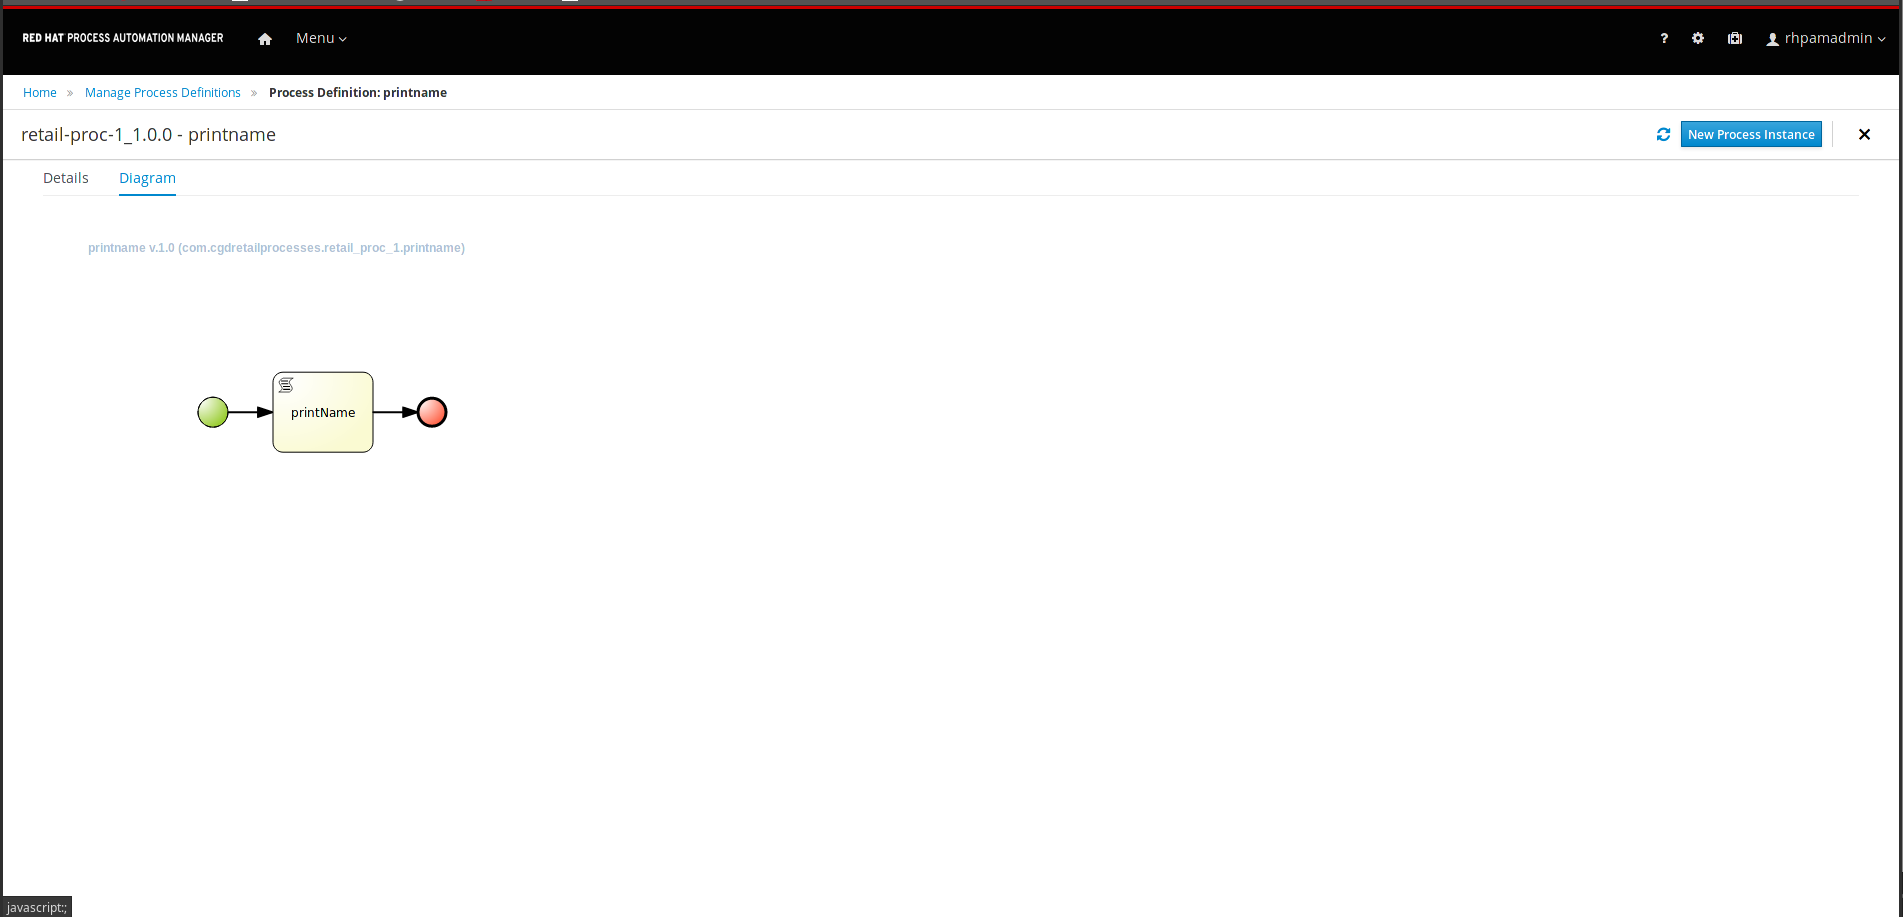 RED HAT PROCESS AUTOMATION MANAGER Menu ? rhpamadmin
Home » Manage Process Definitions » Process Definition: printname
retail-proc-1_1.0.0 - printname New Process Instance
Details Diagram
printname v.1.0 (com.cgdretailprocesses.retail_proc_1.printname)
printName
javascript:;